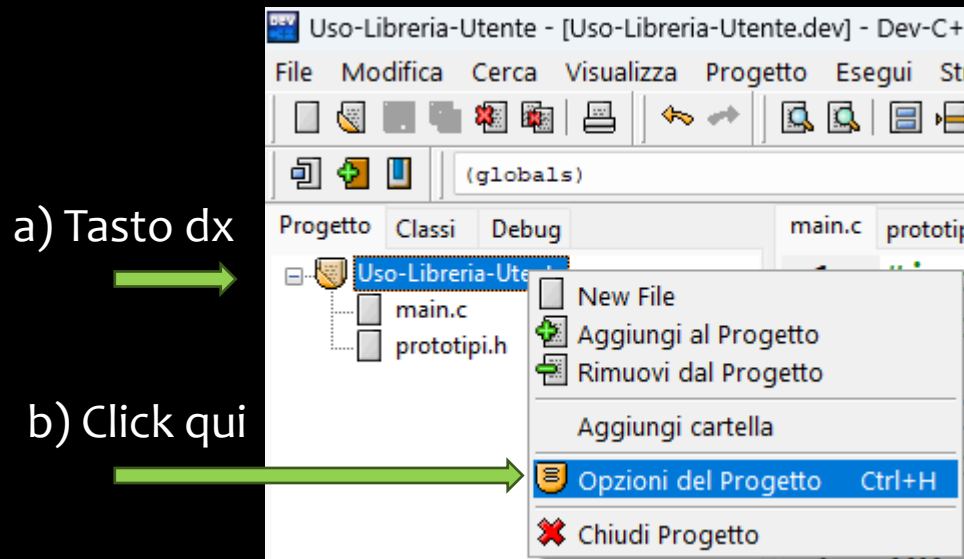 Uso-Libreria-Utente - [Uso-Libreria-Utente.dev] - Dev-C+
File Modifica Cerca Visualizza Progetto Esegui
(globals)
a) Tasto dx
Progetto Classi Debug main.c
Uso-Libreria-Ute
main.c
prototipi.h
New File
Aggiungi al Progetto
Rimuovi dal Progetto
Aggiungi cartella
b) Click qui
Opzioni del Progetto Ctrl+H
Chiudi Progetto